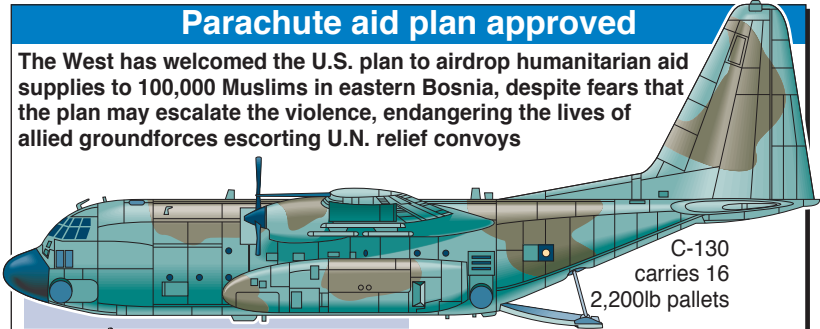 Parachute aid plan approved
The West has welcomed the U.S. plan to airdrop humanitarian aid
supplies to 100,000 Muslims in eastern Bosnia, despite fears that
the plan may escalate the violence, endangering the lives of
allied groundforces escorting U.N. relief convoys
C-130
carries 16
2,200lb pallets